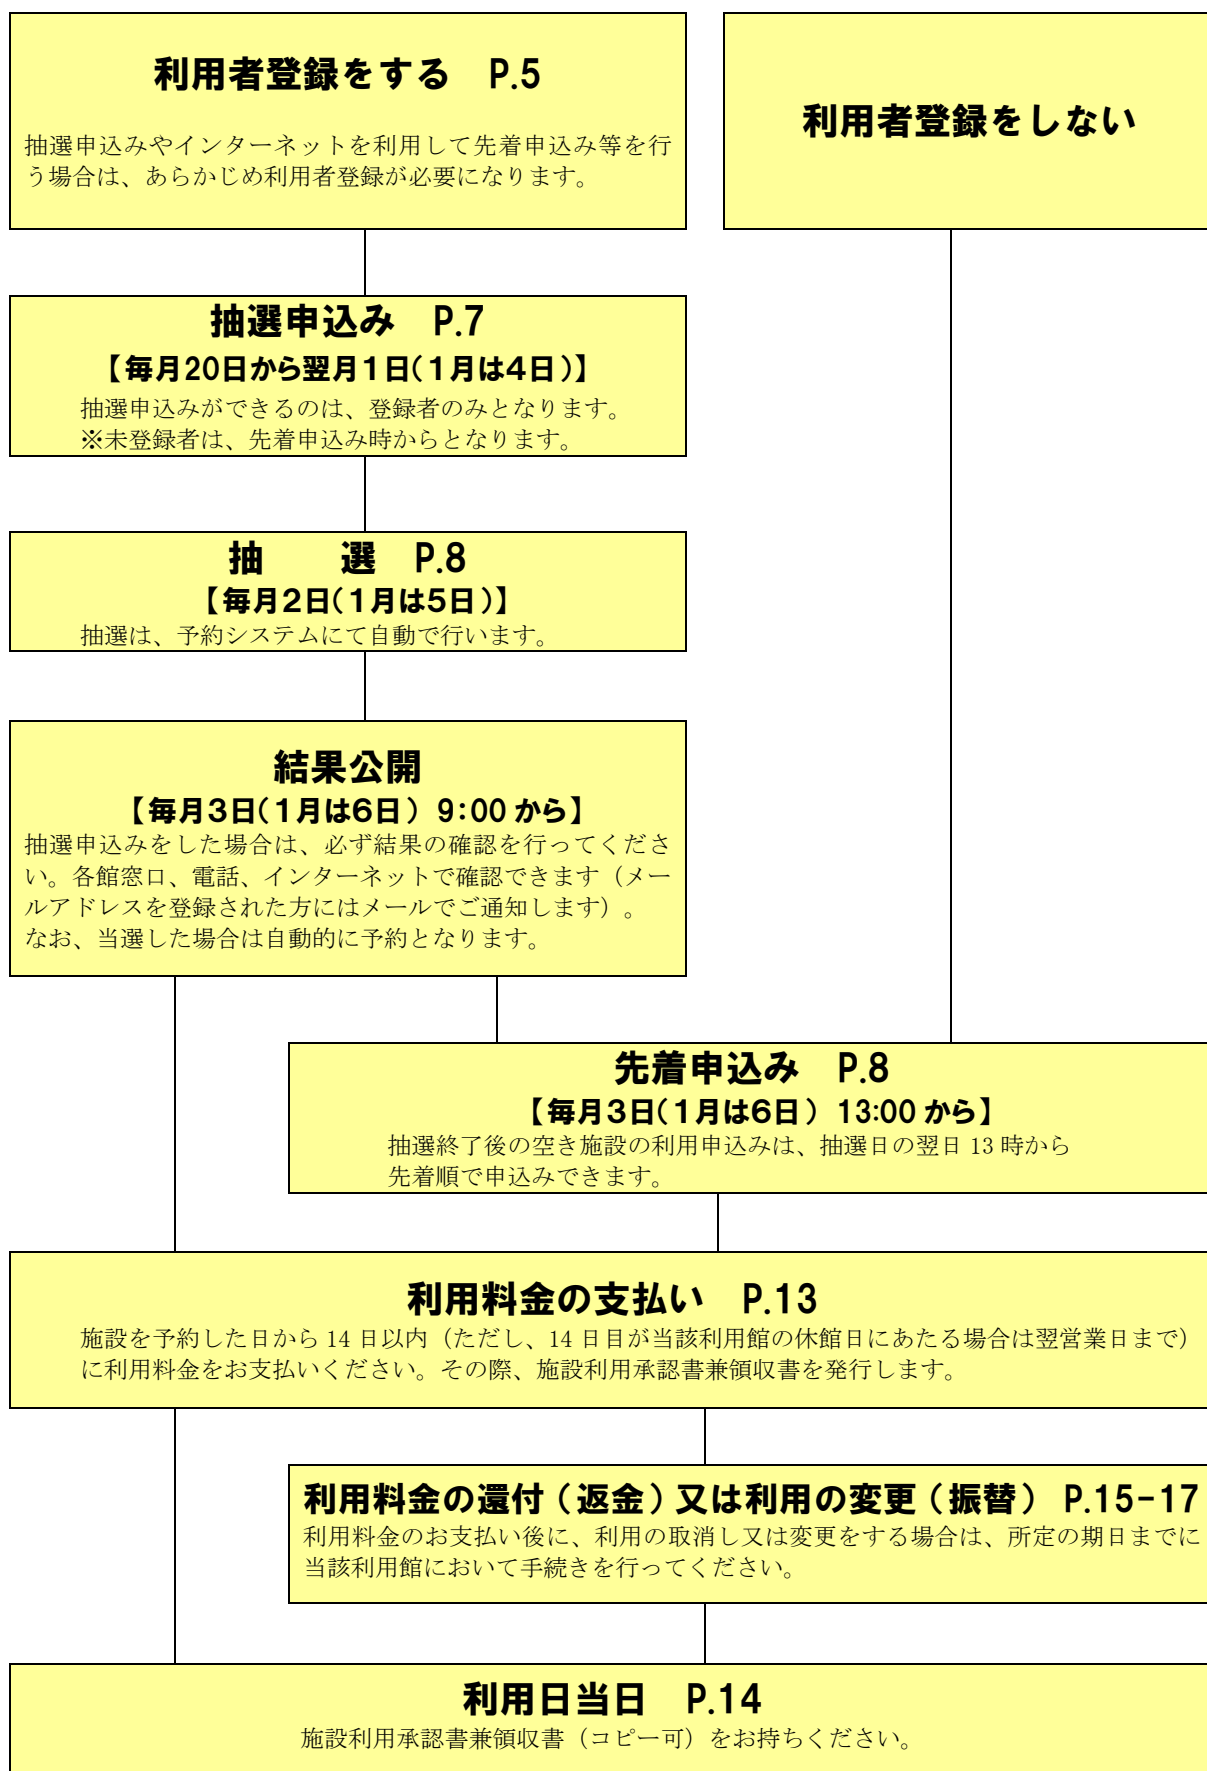 利用者登録をする　P.5
抽選申込みやインターネットを利用して先着申込み等を行
う場合は、あらかじめ利用者登録が必要になります。
利用者登録をしない
抽選申込み　P.7
【毎月20日から翌月１日（１月は４日）】
抽選申込みができるのは、登録者のみとなります。
※未登録者は、先着申込み時からとなります。
抽　　選　P.8
【毎月２日（１月は５日）】
抽選は、予約システムにて自動で行います。
結果公開
【毎月３日（１月は６日）　9：00 から】
抽選申込みをした場合は、必ず結果の確認を行ってくださ
い。各館窓口、電話、インターネットで確認できます（メー
ルアドレスを登録された方にはメールでご通知します）。
なお、当選した場合は自動的に予約となります。
先着申込み　P.8
【毎月３日（１月は６日）　13:00 から】
抽選終了後の空き施設の利用申込みは、抽選日の翌日 13 時から
先着順で申込みできます。
利用料金の支払い　P.13
施設を予約した日から 14 日以内（ただし、14 日目が当該利用館の休館日にあたる場合は翌営業日まで）
に利用料金をお支払いください。その際、施設利用承認書兼領収書を発行します。
利用料金の還付（返金）又は利用の変更（振替）　P.15-17
利用料金のお支払い後に、利用の取消し又は変更をする場合は、所定の期日までに
当該利用館において手続きを行ってください。
利用日当日　P.14
施設利用承認書兼領収書（コピー可）をお持ちください。